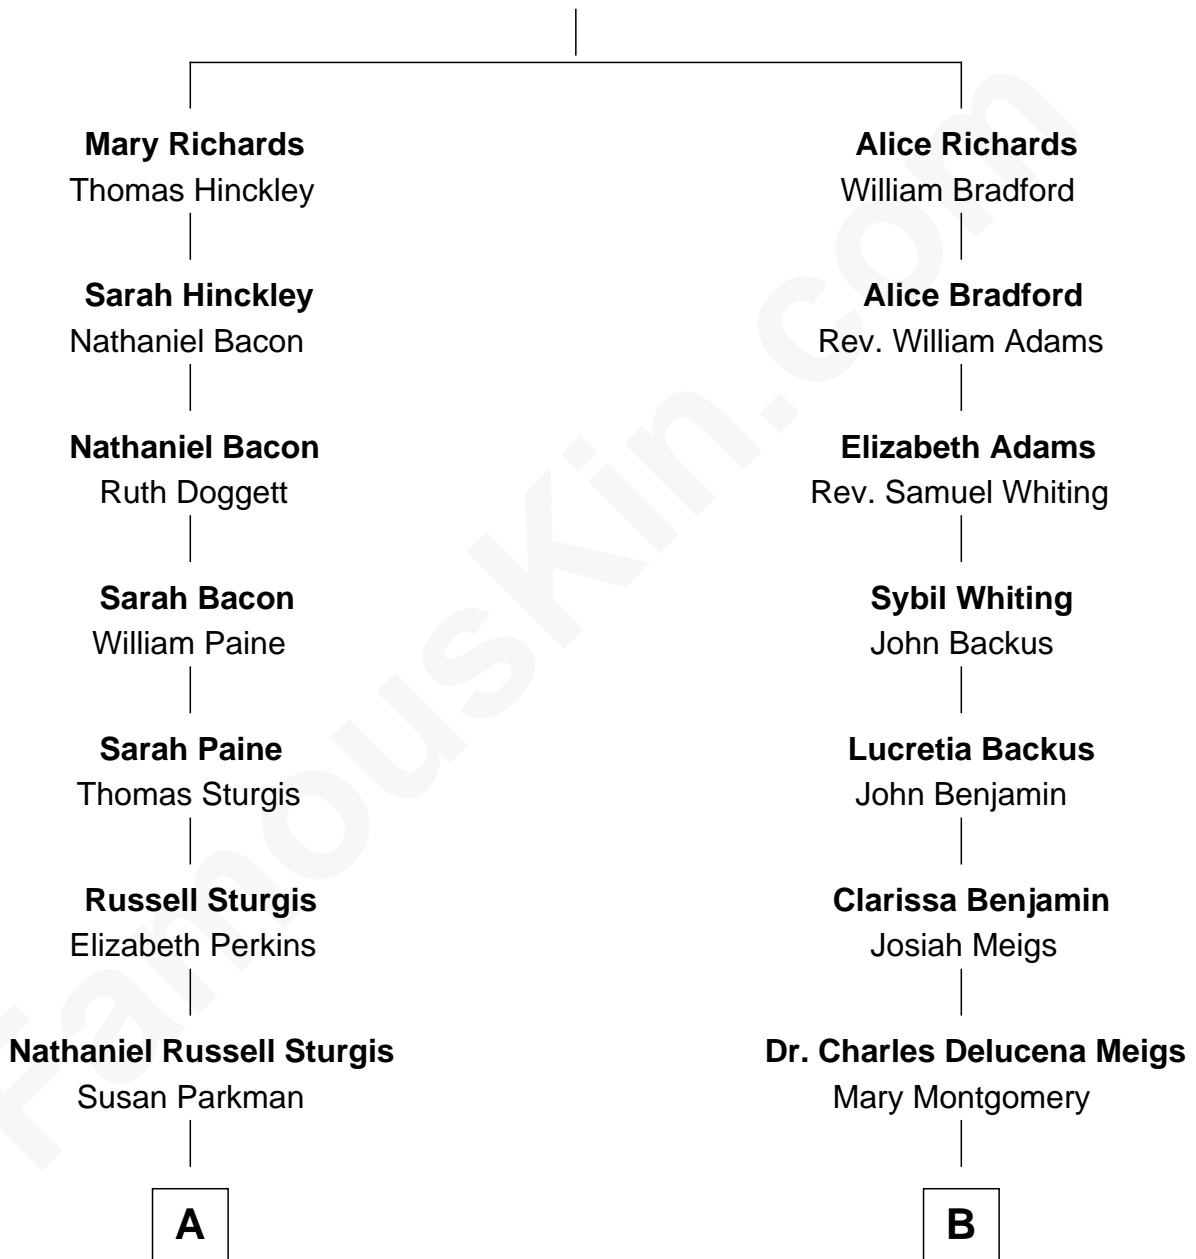 Mary Richards
Thomas Hinckley
Sarah Hinckley
Nathaniel Bacon
Nathaniel Bacon
Ruth Doggett
Sarah Bacon
William Paine
Sarah Paine
Thomas Sturgis
Russell Sturgis
Elizabeth Perkins
Nathaniel Russell Sturgis
Susan Parkman
A
Alice Richards
William Bradford
Alice Bradford
Rev. William Adams
Elizabeth Adams
Rev. Samuel Whiting
Sybil Whiting
John Backus
Lucretia Backus
John Benjamin
Clarissa Benjamin
Josiah Meigs
Dr. Charles Delucena Meigs
Mary Montgomery
B
FamousKin.com